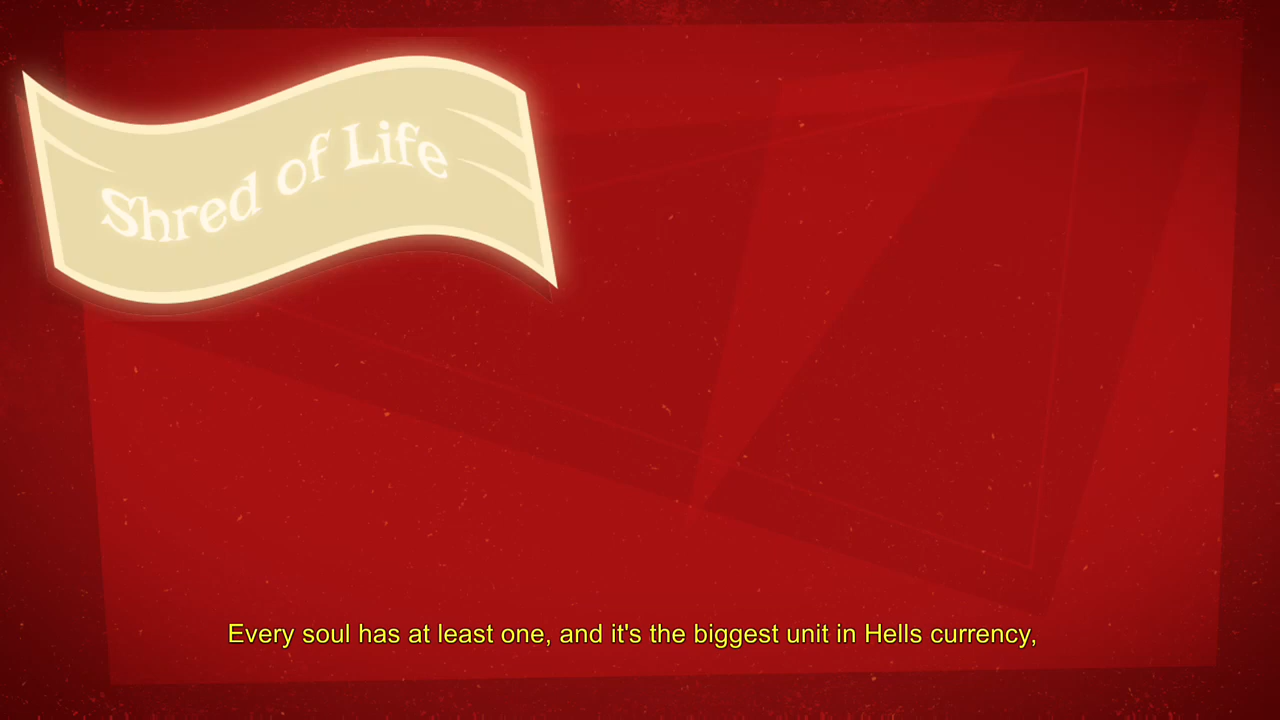 Shred of Life
Every soul has at least one, and it's the biggest unit in Hells currency,